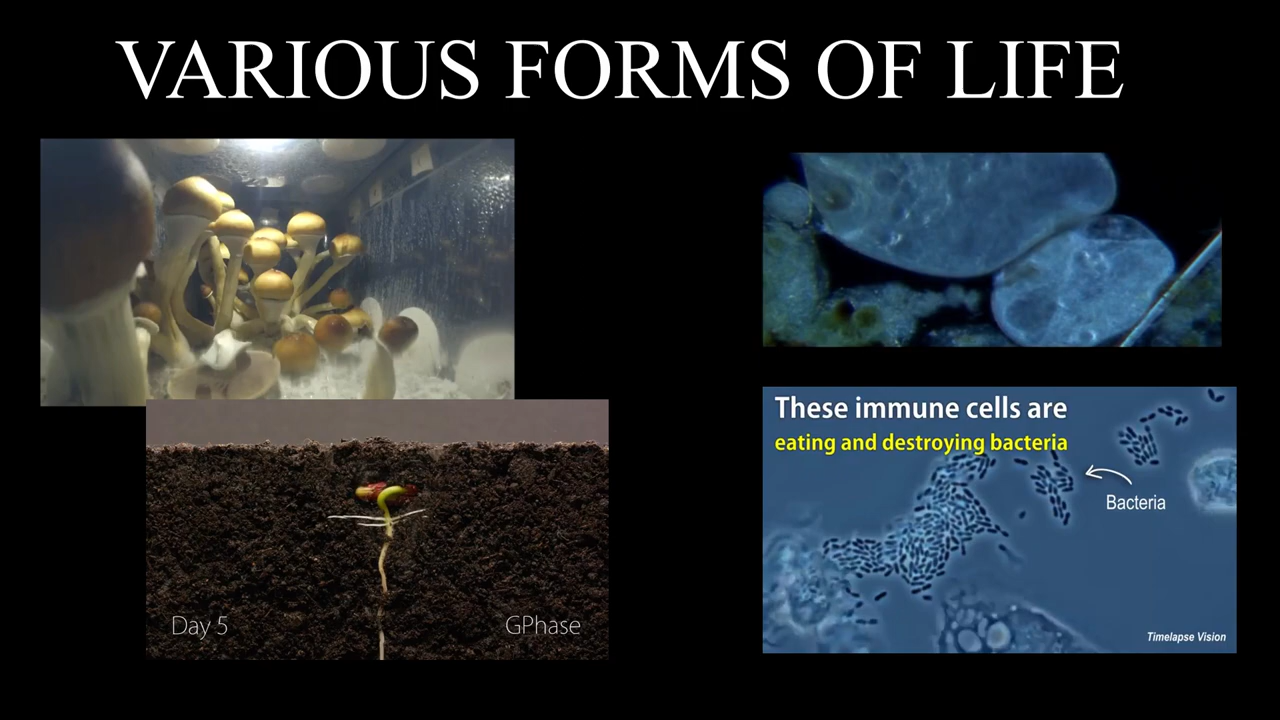 VARIOUS FORMS OF LIFE
Day 5
GPhase
These immune cells are
eating and destroying bacteria
Bacteria
Timelapse Vision